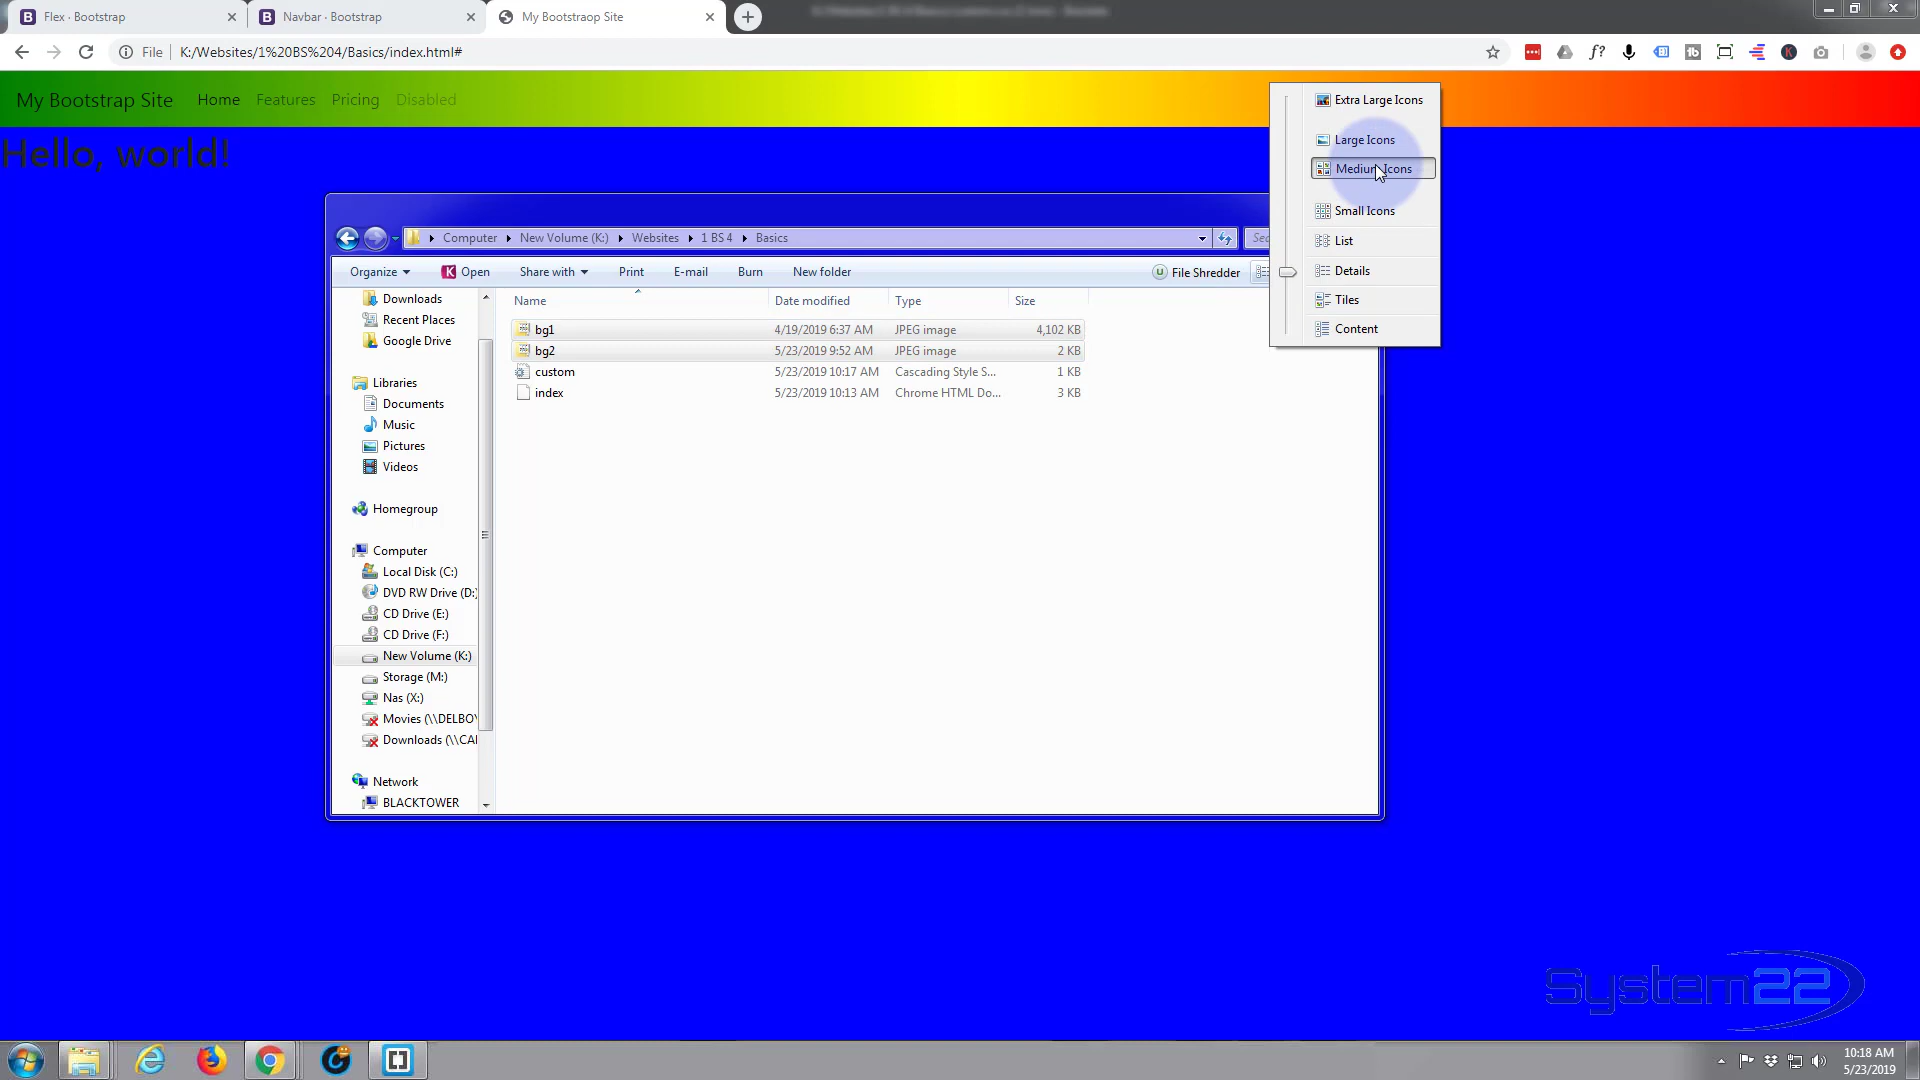 Flex · Bootstrap
Navbar · Bootstrap
My Bootstraop Site
File
K:/Websites/1%20BS%204/Basics/index.html#
My Bootstrap Site Home Features Pricing Disabled
Hello, world!
Extra Large Icons
Large Icons
Medium Icons
Small Icons
List
Details
Tiles
Content
Computer New Volume (K:) Websites 1 BS 4 Basics
Organize Open Share with Print E-mail Burn New folder File Shredder
Name Date modified Type Size
bg1 4/19/2019 6:37 AM JPEG image 4,102 KB
bg2 5/23/2019 9:52 AM JPEG image 2 KB
custom 5/23/2019 10:17 AM Cascading Style S... 1 KB
index 5/23/2019 10:13 AM Chrome HTML Do... 3 KB
Downloads
Recent Places
Google Drive
Libraries
Documents
Music
Pictures
Videos
Homegroup
Computer
Local Disk (C:)
DVD RW Drive (D:)
CD Drive (E:)
CD Drive (F:)
New Volume (K:)
Storage (M:)
Nas (X:)
Movies (\\DELBOY
Downloads (\\CAI
Network
BLACKTOWER
System22
10:18 AM
5/23/2019